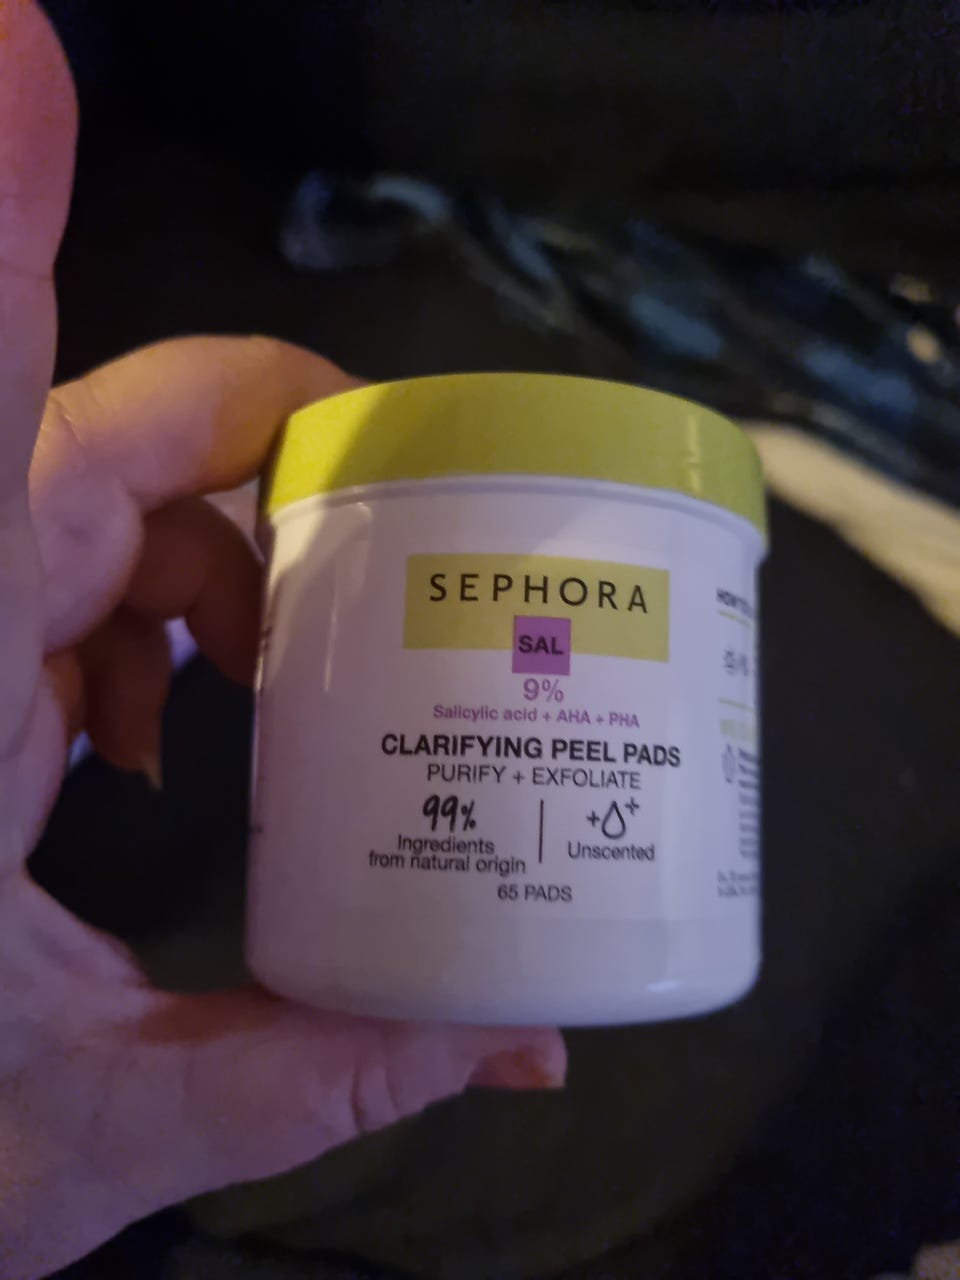 SEPHORA
SAL
9%
Salicylic acid + AHA + PHA
CLARIFYING PEEL PADS
PURIFY + EXFOLIATE
99%
Ingredients
from natural origin
Unscented
65 PADS